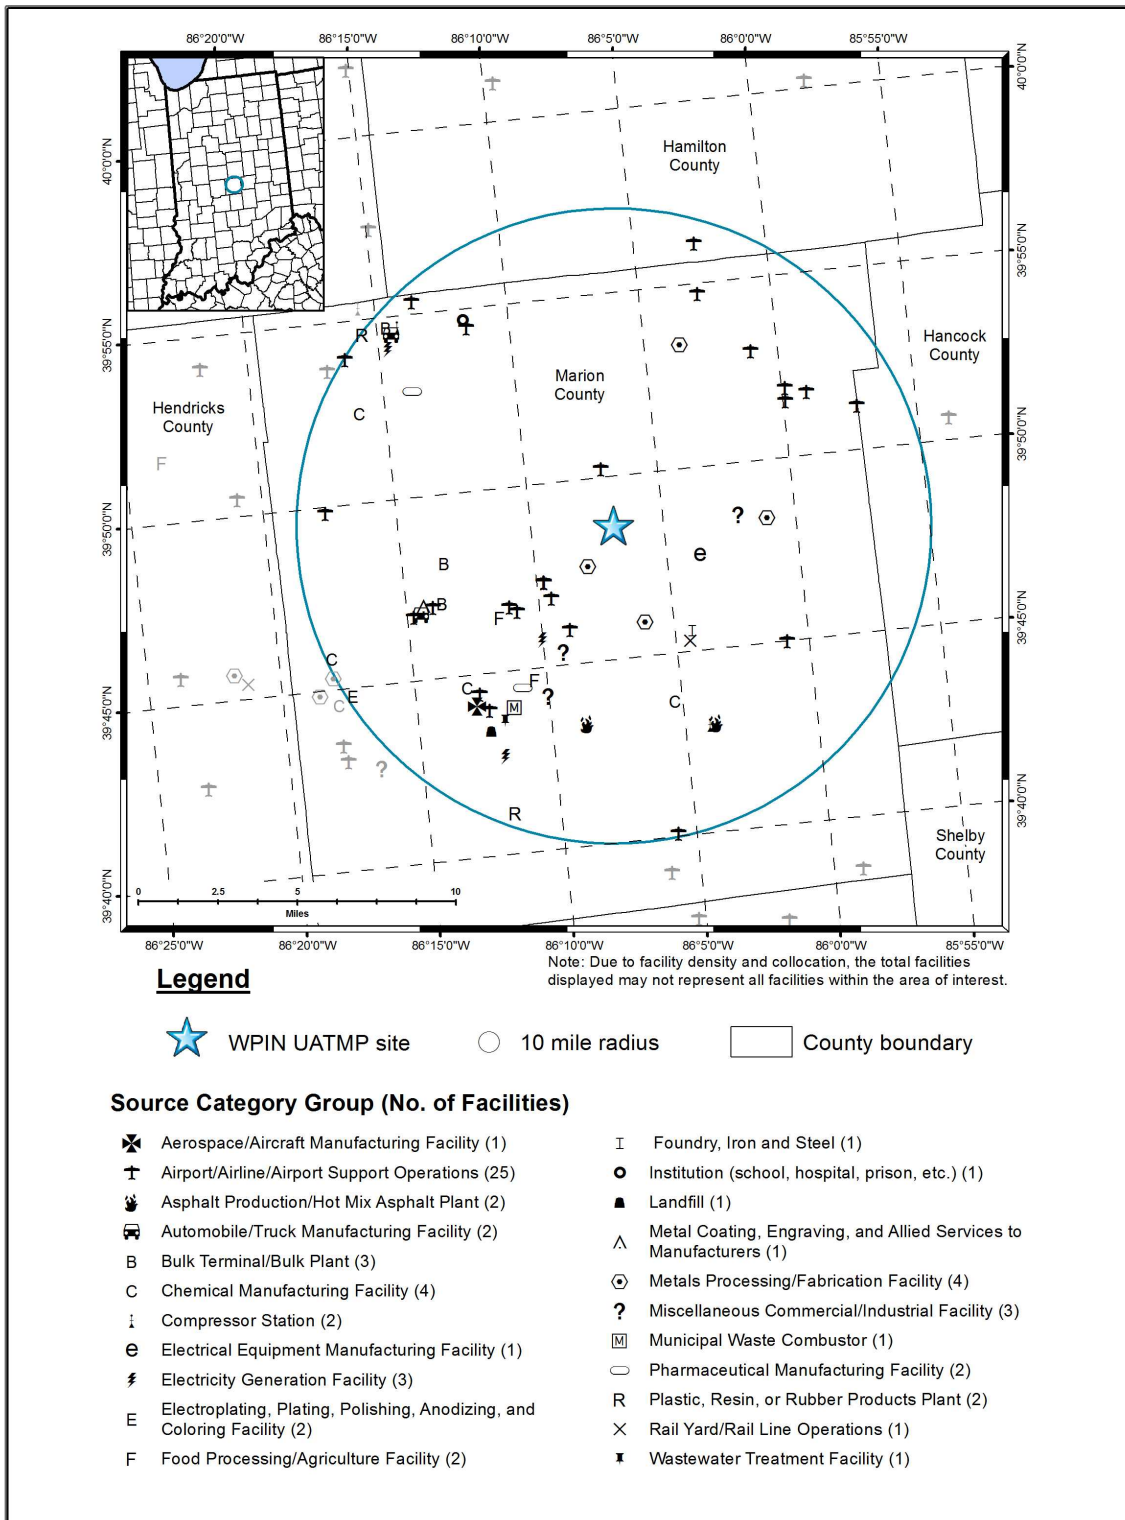 86°20'0"W 86°15'0"W 86°10'0"W 86°5'0"W 86°0'0"W 85°55'0"W
40°0'0"N
39°55'0"N
39°50'0"N
39°45'0"N
39°40'0"N
40°0'0"N
39°55'0"N
39°50'0"N
39°45'0"N
39°40'0"N
Hamilton
County
Hancock
County
Marion
County
Hendricks
County
Shelby
County
B
R
C
F
B
B
F
C
E
C
C
F
M
C
e
?
?
?
?
R
0 2.5 5 10
Miles
86°25'0"W 86°20'0"W 86°15'0"W 86°10'0"W 86°5'0"W 86°0'0"W 85°55'0"W
Note: Due to facility density and collocation, the total facilities
displayed may not represent all facilities within the area of interest.
Legend
WPIN UATMP site 10 mile radius County boundary
Source Category Group (No. of Facilities)
Aerospace/Aircraft Manufacturing Facility (1)
Airport/Airline/Airport Support Operations (25)
Asphalt Production/Hot Mix Asphalt Plant (2)
Automobile/Truck Manufacturing Facility (2)
B Bulk Terminal/Bulk Plant (3)
C Chemical Manufacturing Facility (4)
Compressor Station (2)
e Electrical Equipment Manufacturing Facility (1)
Electricity Generation Facility (3)
E Electroplating, Plating, Polishing, Anodizing, and
Coloring Facility (2)
F Food Processing/Agriculture Facility (2)
Foundry, Iron and Steel (1)
Institution (school, hospital, prison, etc.) (1)
Landfill (1)
Metal Coating, Engraving, and Allied Services to
Manufacturers (1)
Metals Processing/Fabrication Facility (4)
? Miscellaneous Commercial/Industrial Facility (3)
M Municipal Waste Combustor (1)
Pharmaceutical Manufacturing Facility (2)
R Plastic, Resin, or Rubber Products Plant (2)
Rail Yard/Rail Line Operations (1)
Wastewater Treatment Facility (1)